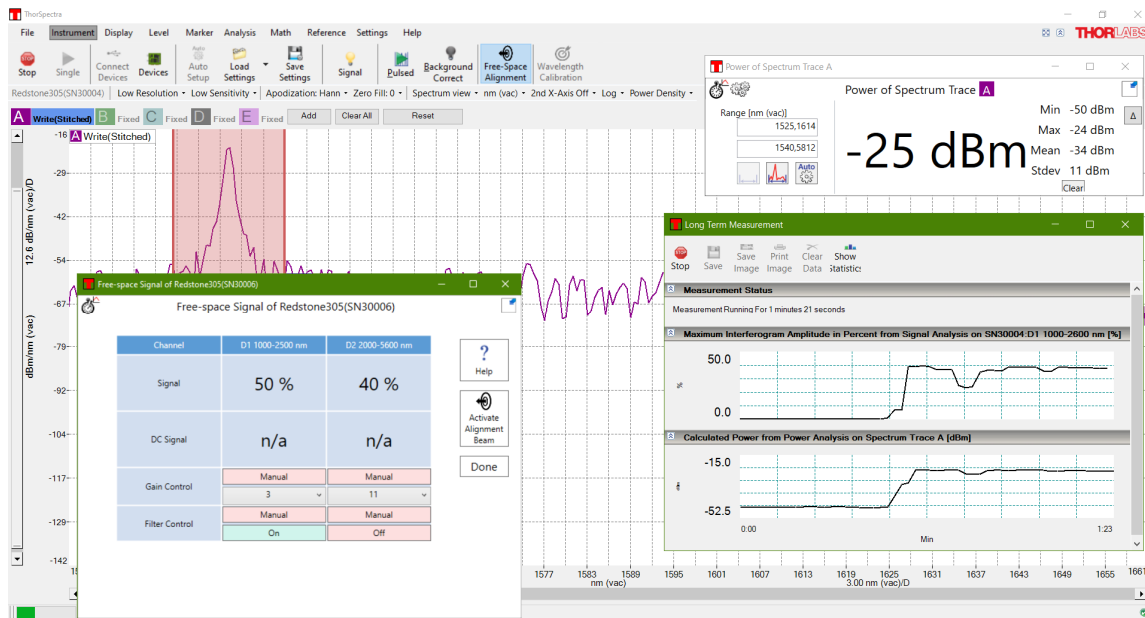 ThorSpectra
File Instrument Display Level Marker Analysis Math Reference Settings Help
THORLABS
Stop Single Connect Devices Devices Auto Setup Load Settings Save Settings Signal Pulsed Background Correct Free-Space Alignment Wavelength Calibration
Redstone305(SN30004) Low Resolution • Low Sensitivity • Apodization: Hann • Zero Fill: 0 • Spectrum view • nm (vac) • 2nd X-Axis Off • Log • Power Density •
A Write(Stitched) B Fixed C Fixed D Fixed E Fixed Add Clear All Reset
A Write(Stitched)
-16
-29
-42
-54
-67
-79
-92
-104
-117
-129
-142
12.6 dB/nm (vac)/D
dBm/nm (vac)
1577 1583 1589 1595 1601 1607 1613 1619 1625 1631 1637 1643 1649 1655 1661
nm (vac)
3.00 nm (vac)/D
Power of Spectrum Trace A
Power of Spectrum Trace A
Range [nm (vac)]
1525,1614
1540,5812
Auto
-25 dBm
Min -50 dBm
Max -24 dBm
Mean -34 dBm
Stdev 11 dBm
Clear
Δ
Free-space Signal of Redstone305(SN30006)
Free-space Signal of Redstone305(SN30006)
Channel D1 1000-2500 nm D2 2000-5600 nm
Signal 50 % 40 %
DC Signal n/a n/a
Gain Control Manual Manual
3 11
Filter Control Manual Manual
On Off
?
Help
Activate
Alignment
Beam
Done
Long Term Measurement
Stop Save Save Image Print Image Clear Data Show Statistics
Measurement Status
Measurement Running For 1 minutes 21 seconds
Maximum Interferogram Amplitude in Percent from Signal Analysis on SN30004:D1 1000-2600 nm [%]
50.0
%
0.0
Calculated Power from Power Analysis on Spectrum Trace A [dBm]
-15.0
-52.5
0:00 1:23
Min